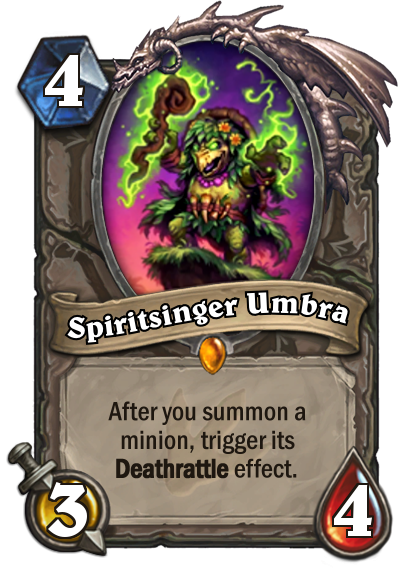 4
Spiritsinger Umbra
After you summon a
minion, trigger its
Deathrattle effect.
3
4